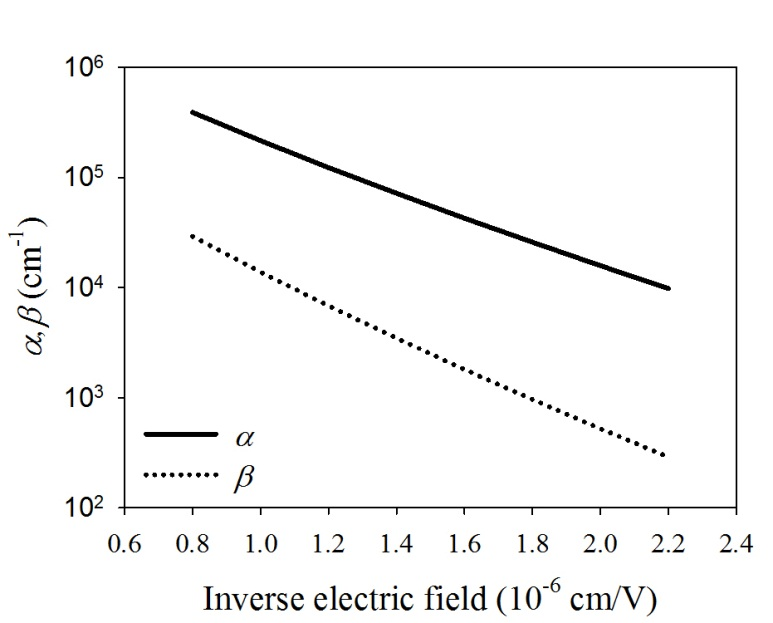 10⁶
10⁵
10⁴
10³
10²
α, β (cm⁻¹)
α
β
0.6 0.8 1.0 1.2 1.4 1.6 1.8 2.0 2.2 2.4
Inverse electric field (10⁻⁶ cm/V)